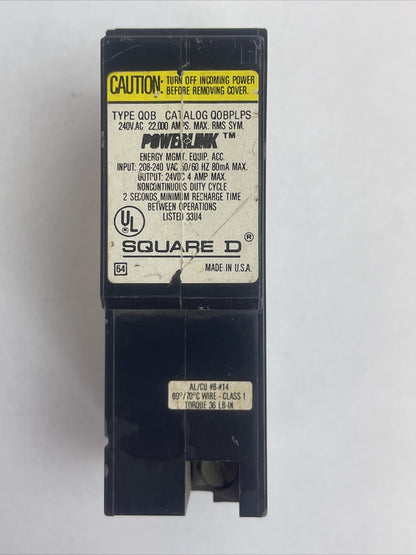 CAUTION: TURN OFF INCOMING POWER
BEFORE REMOVING COVER.
TYPE QOB CATALOG QOBPLPS
240V.AC 22,000 AMPS. MAX. RMS SYM.
POWERLINK™
ENERGY MGMT. EQUIP. ACC.
INPUT: 208-240 VAC 50/60 HZ 80mA MAX.
OUTPUT: 24VDC 4 AMP MAX.
NONCONTINUOUS DUTY CYCLE
2 SECONDS MINIMUM RECHARGE TIME
BETWEEN OPERATIONS
UL LISTED 33U4
SQUARE D®
64 MADE IN U.S.A.
AL/CU #8-#14
60°/70°C WIRE - CLASS 1
TORQUE 36 LB-IN